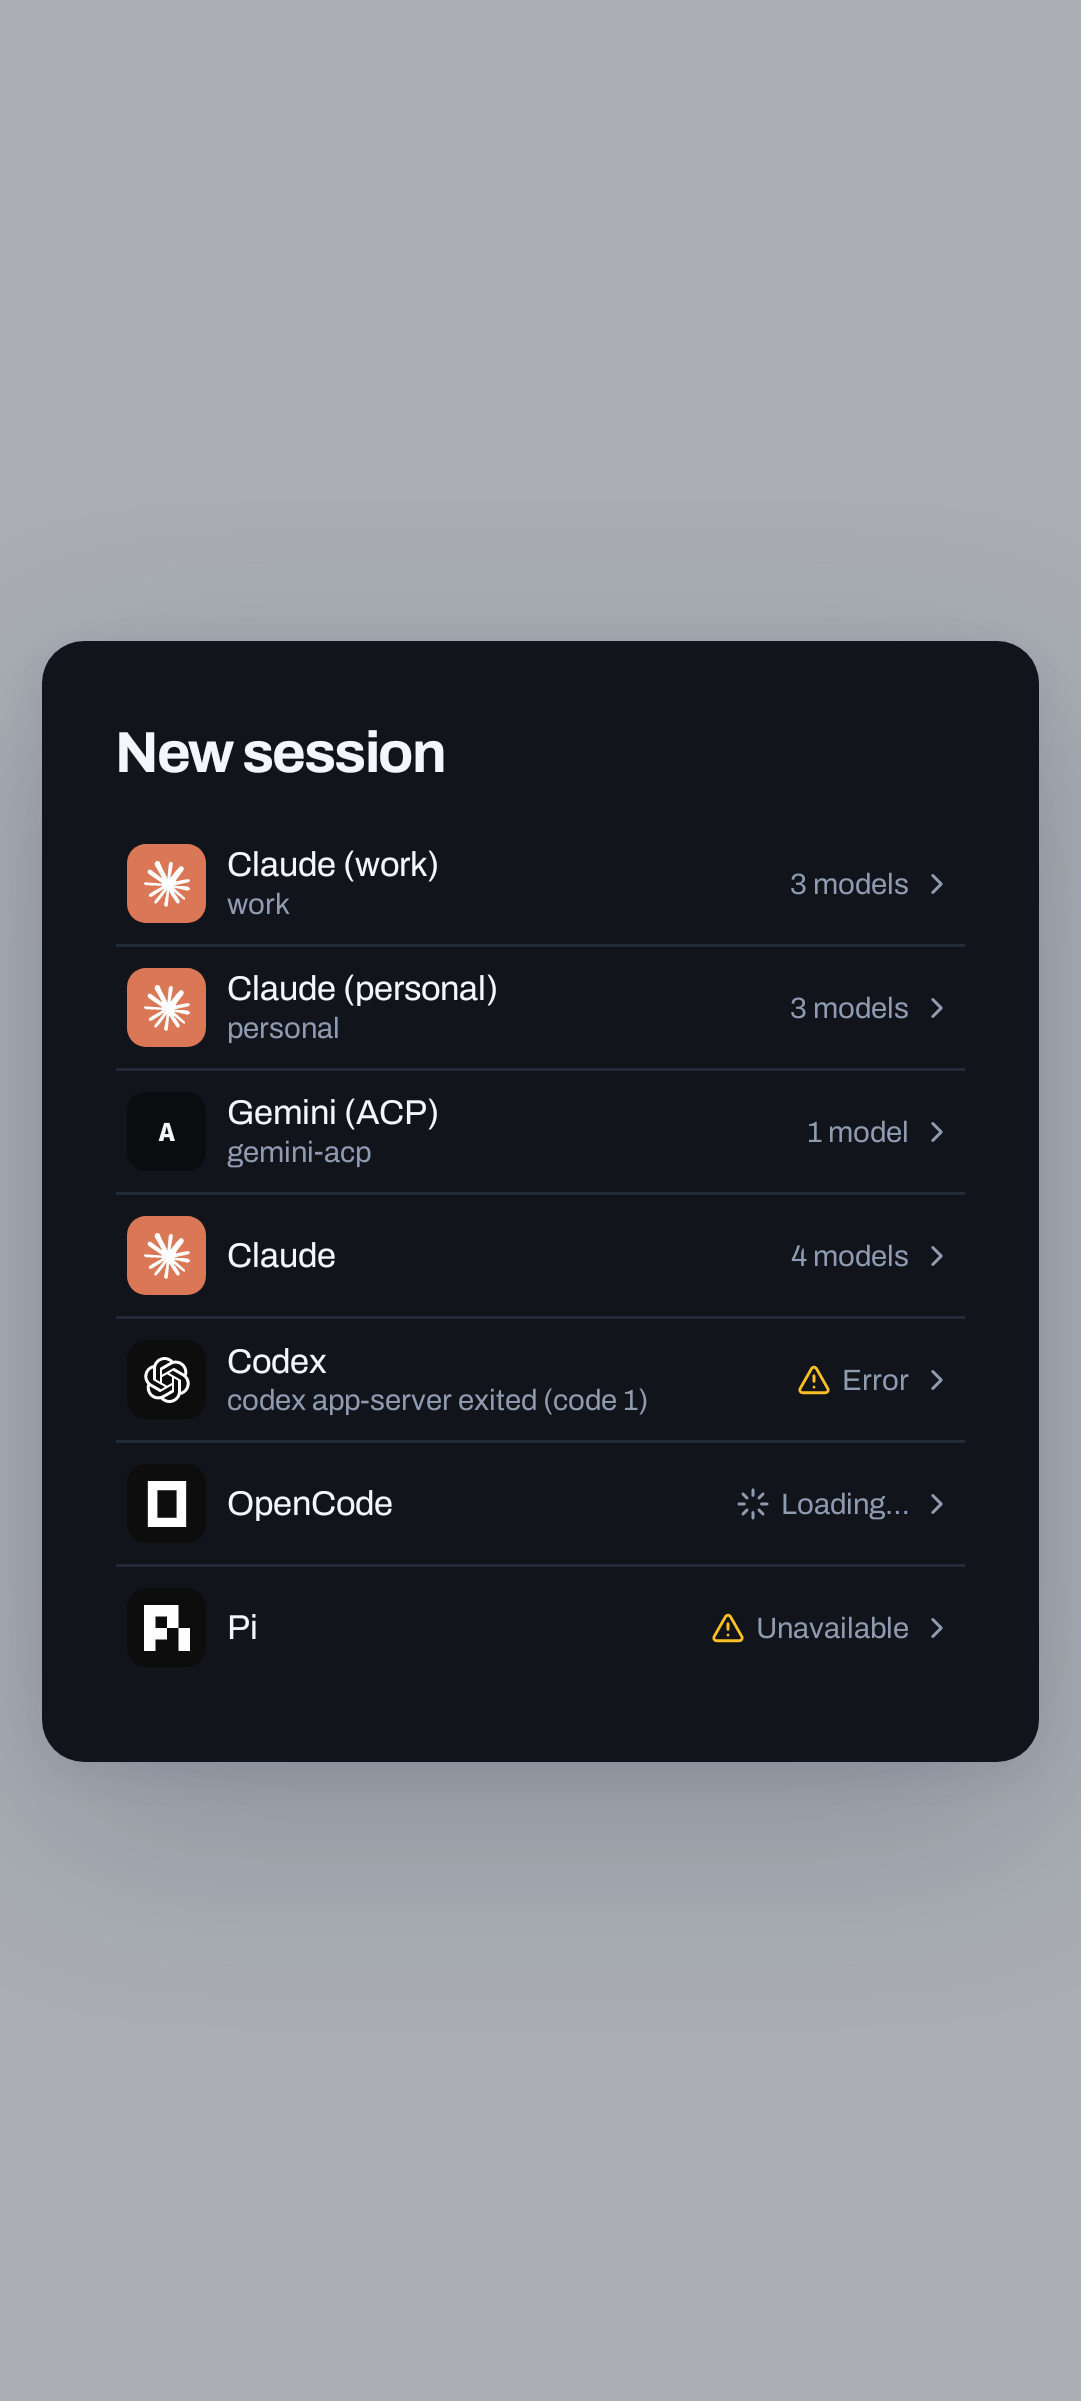 New session
Claude (work)
work
3 models
Claude (personal)
personal
3 models
A
Gemini (ACP)
gemini-acp
1 model
Claude
4 models
Codex
codex app-server exited (code 1)
Error
OpenCode
Loading...
Pi
Unavailable